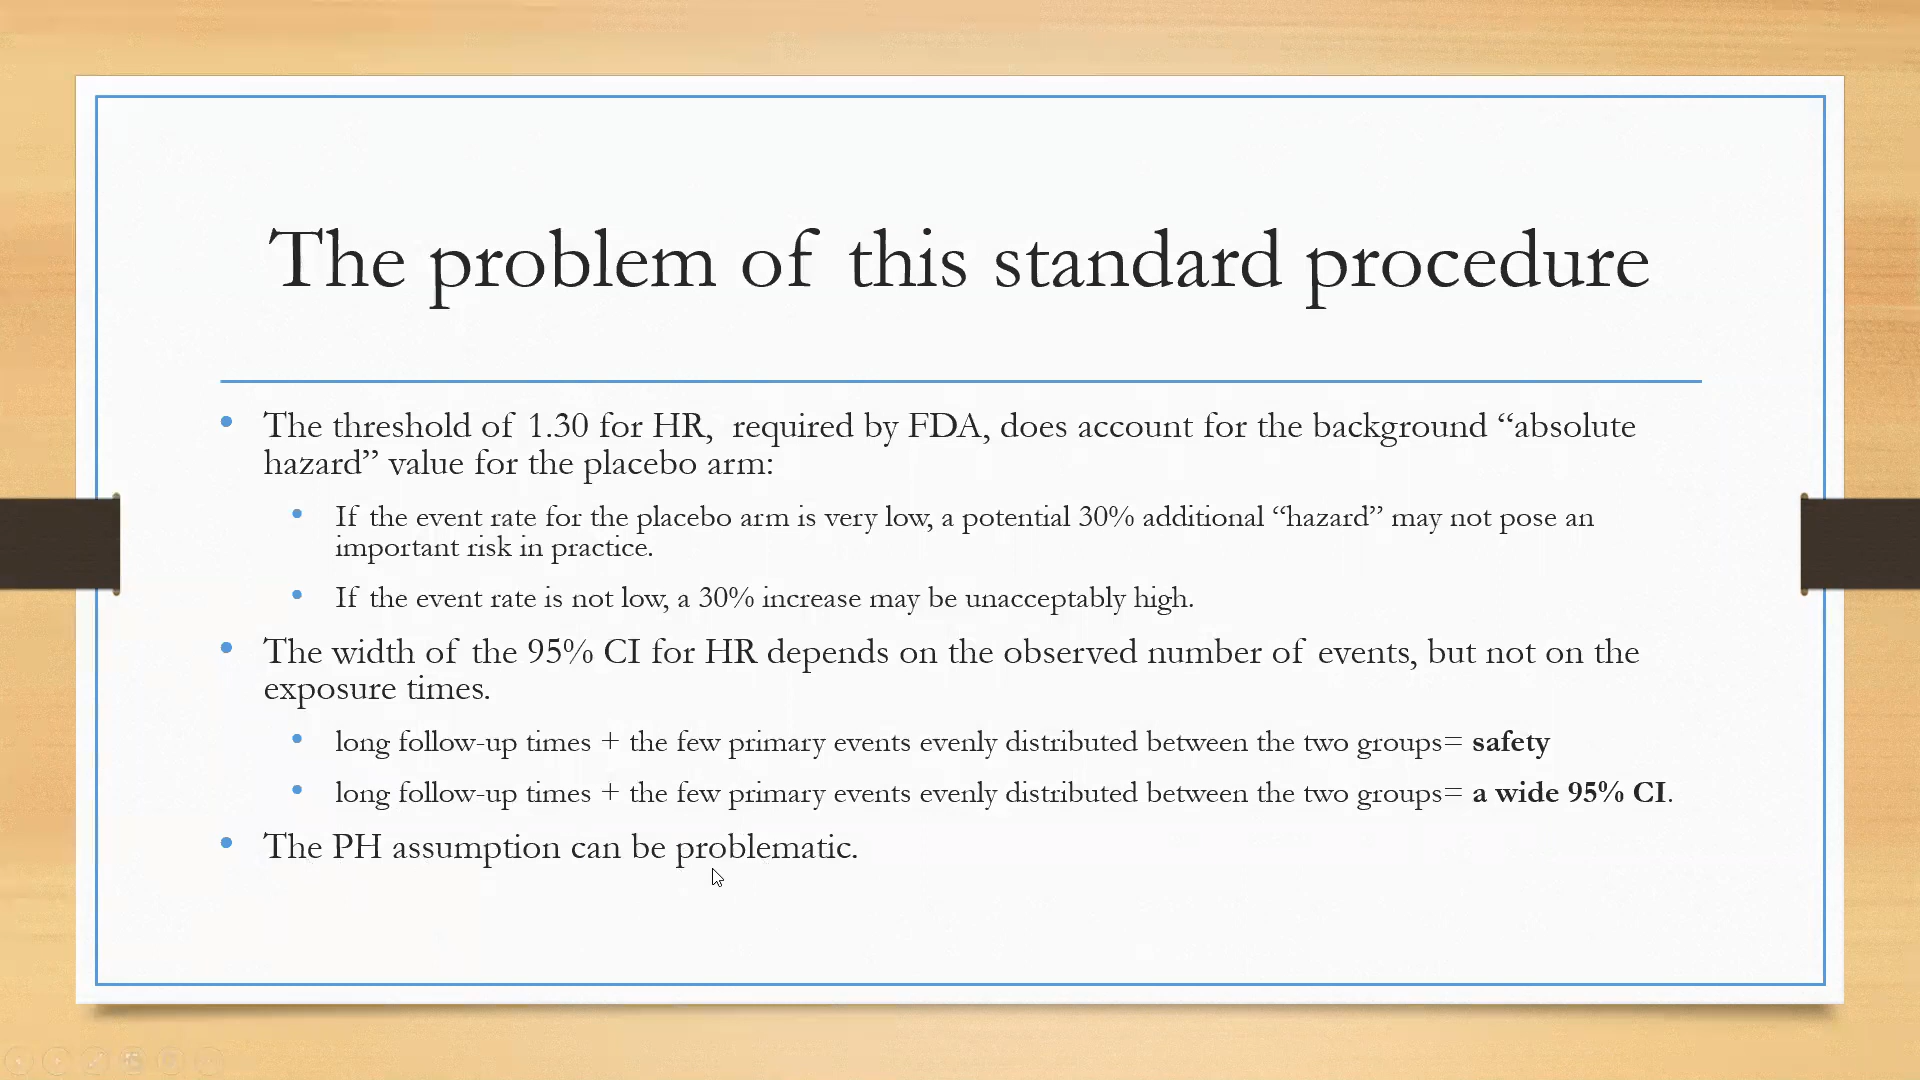 The problem of this standard procedure
The threshold of 1.30 for HR, required by FDA, does account for the background “absolute
hazard” value for the placebo arm:
If the event rate for the placebo arm is very low, a potential 30% additional “hazard” may not pose an
important risk in practice.
If the event rate is not low, a 30% increase may be unacceptably high.
The width of the 95% CI for HR depends on the observed number of events, but not on the
exposure times.
long follow-up times + the few primary events evenly distributed between the two groups= safety
long follow-up times + the few primary events evenly distributed between the two groups= a wide 95% CI.
The PH assumption can be problematic.